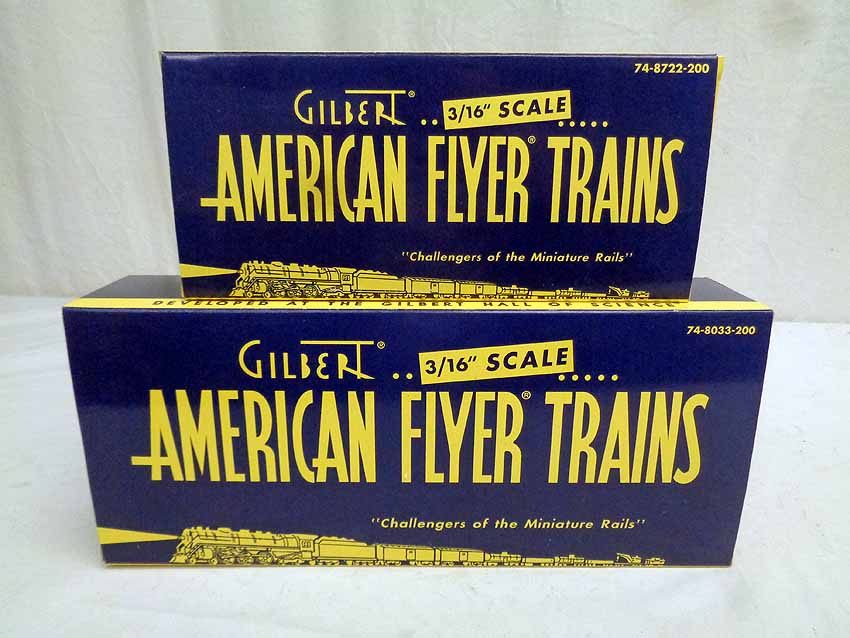 74-8722-200
GILBERT® .. 3/16" SCALE .....
AMERICAN FLYER® TRAINS
"Challengers of the Miniature Rails"
DEVELOPED AT THE GILBERT HALL OF SCIENCE
74-8033-200
GILBERT® .. 3/16" SCALE .....
AMERICAN FLYER® TRAINS
"Challengers of the Miniature Rails"